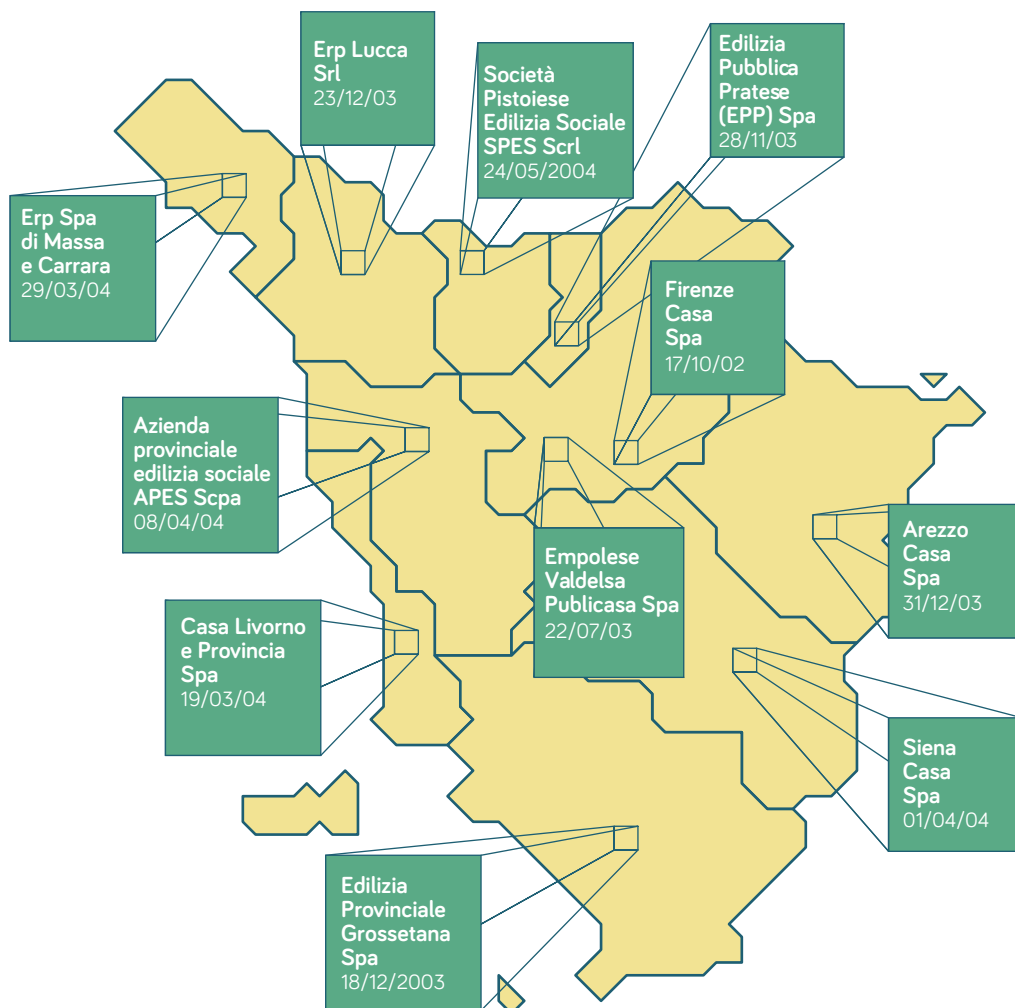 Erp Lucca
Srl
23/12/03
Società
Pistoiese
Edilizia Sociale
SPES Scrl
24/05/2004
Edilizia
Pubblica
Pratese
(EPP) Spa
28/11/03
Erp Spa
di Massa
e Carrara
29/03/04
Firenze
Casa
Spa
17/10/02
Azienda
provinciale
edilizia sociale
APES Scpa
08/04/04
Empolese
Valdelsa
Publicasa Spa
22/07/03
Arezzo
Casa
Spa
31/12/03
Casa Livorno
e Provincia
Spa
19/03/04
Siena
Casa
Spa
01/04/04
Edilizia
Provinciale
Grossetana
Spa
18/12/2003